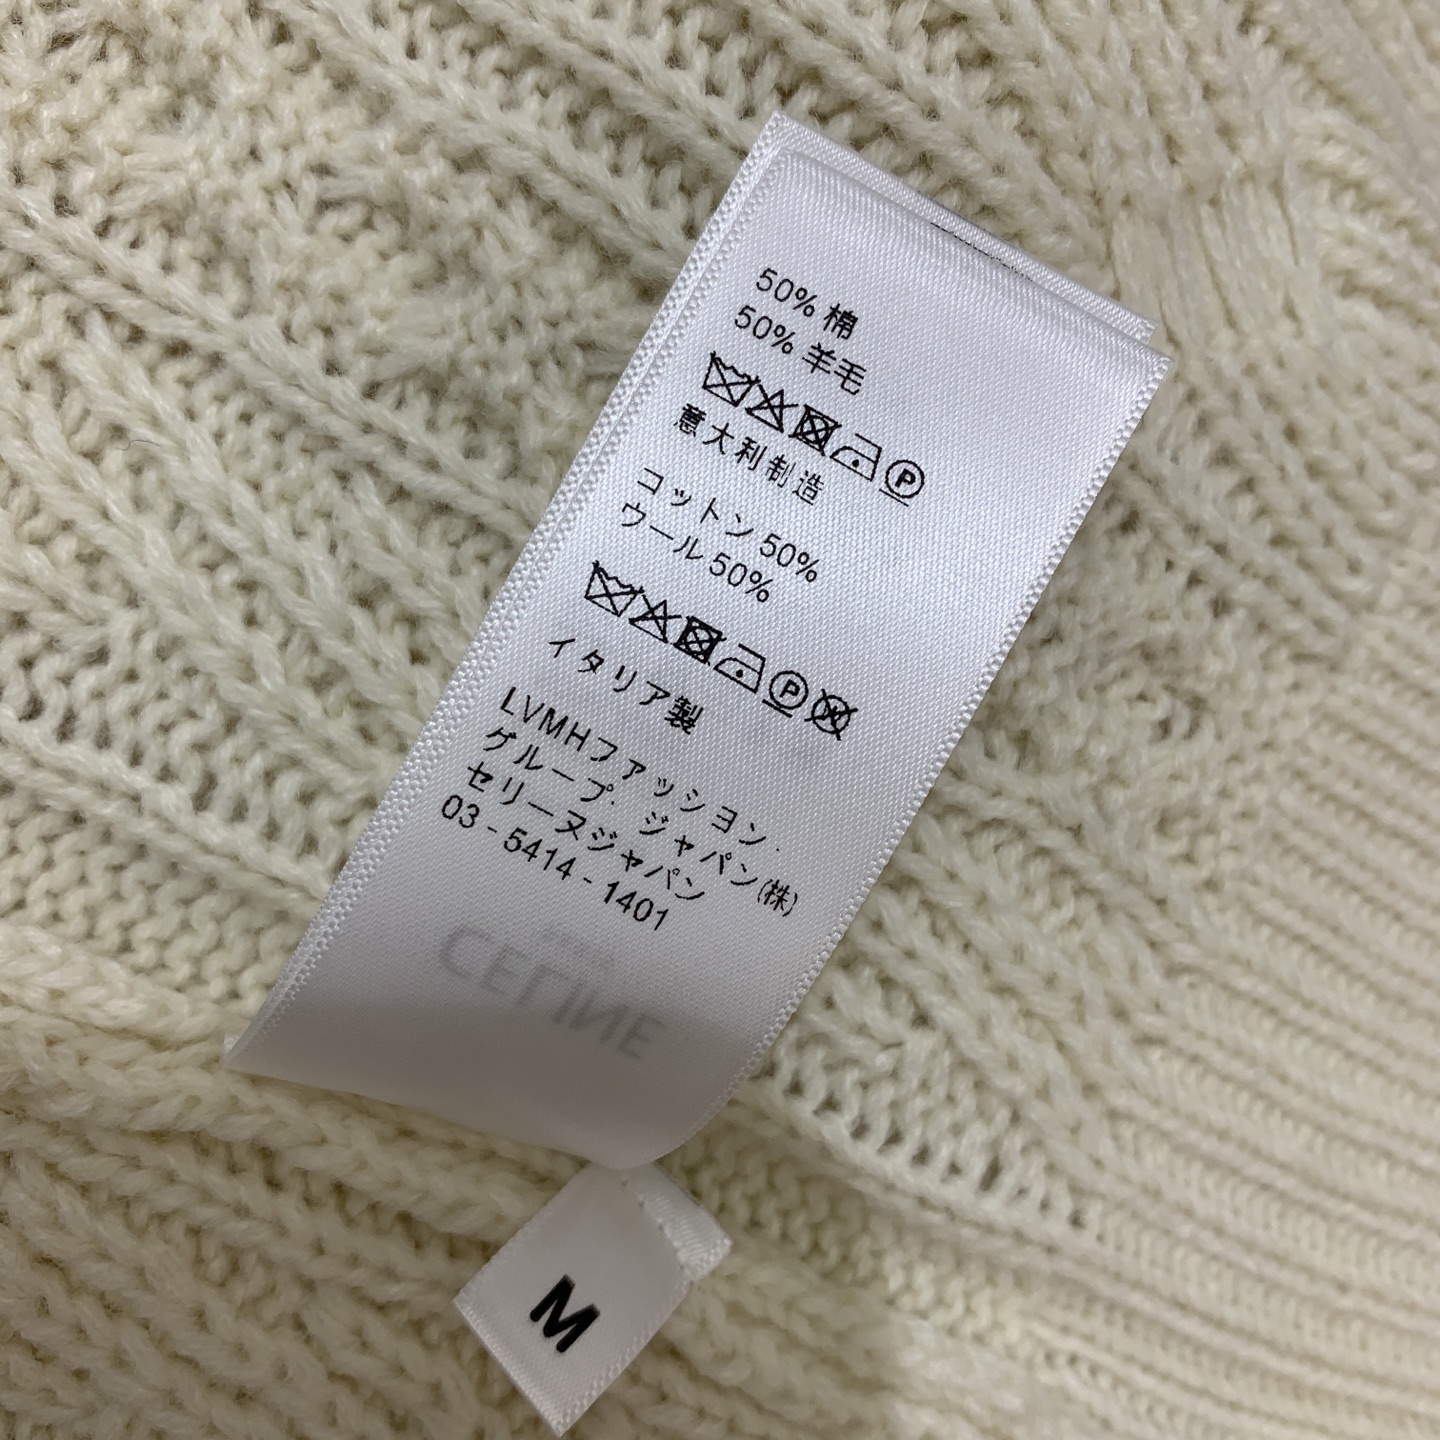 50% 棉
50% 羊毛
P
意大利制造
コットン 50%
ウール 50%
P W
イタリア製
LVMHファッション・
グループ・ジャパン(株)
セリーヌジャパン
03-5414-1401
CELINE
M